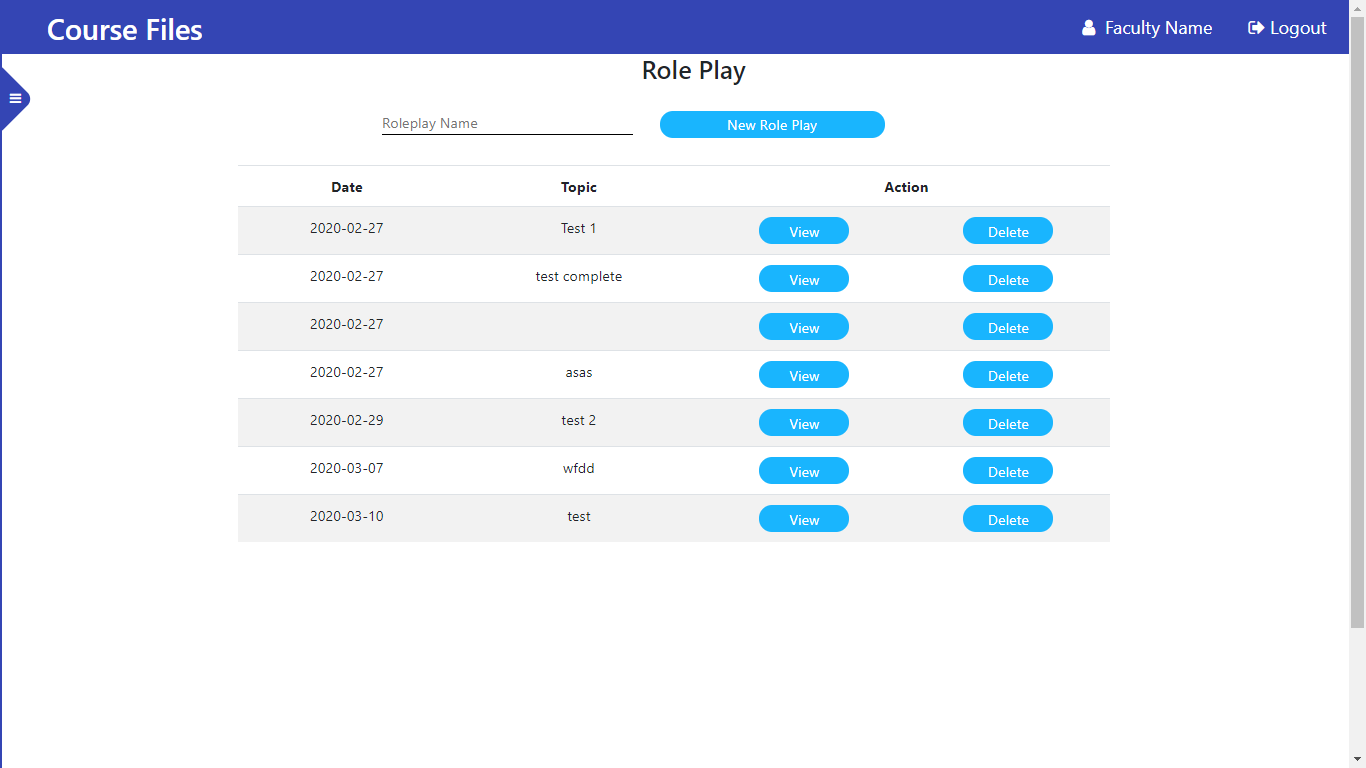 Course Files
Faculty Name
Logout
Role Play
Roleplay Name
New Role Play
Date Topic Action
2020-02-27 Test 1 View Delete
2020-02-27 test complete View Delete
2020-02-27 View Delete
2020-02-27 asas View Delete
2020-02-29 test 2 View Delete
2020-03-07 wfdd View Delete
2020-03-10 test View Delete